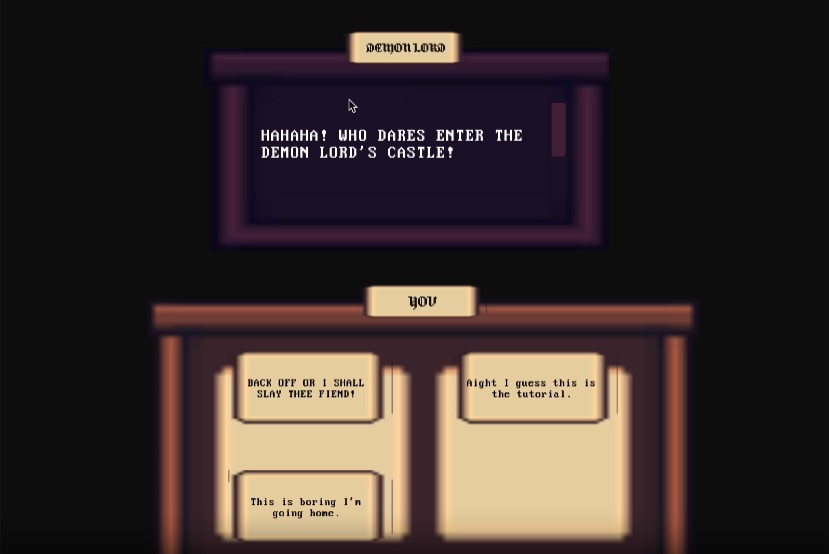 DEMON LORD
HAHAHA! WHO DARES ENTER THE
DEMON LORD'S CASTLE!
YOU
BACK OFF OR I SHALL
SLAY THEE FIEND!
Aight I guess this is
the tutorial.
This is boring I'm
going home.